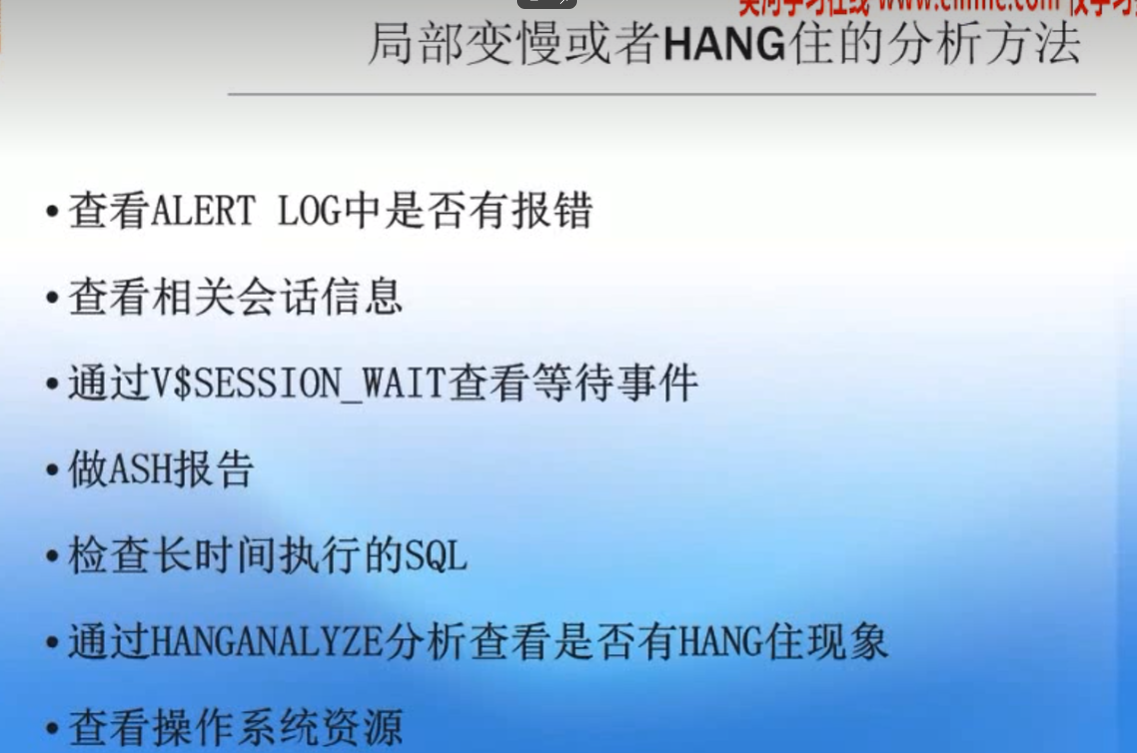 局部变慢或者HANG住的分析方法
•查看ALERT LOG中是否有报错
•查看相关会话信息
•通过V$SESSION_WAIT查看等待事件
•做ASH报告
•检查长时间执行的SQL
•通过HANGANALYZE分析查看是否有HANG住现象
•查看操作系统资源